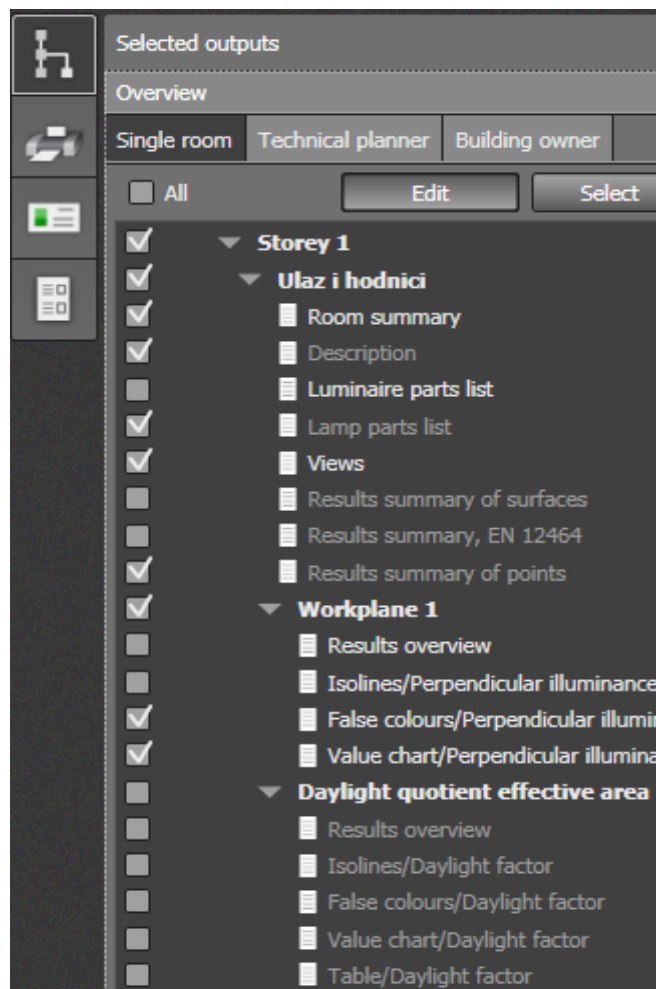 Selected outputs
Overview
Single room Technical planner Building owner
All Edit Select
Storey 1
Ulaz i hodnici
Room summary
Description
Luminaire parts list
Lamp parts list
Views
Results summary of surfaces
Results summary, EN 12464
Results summary of points
Workplane 1
Results overview
Isolines/Perpendicular illuminance
False colours/Perpendicular illumi
Value chart/Perpendicular illumina
Daylight quotient effective area
Results overview
Isolines/Daylight factor
False colours/Daylight factor
Value chart/Daylight factor
Table/Daylight factor